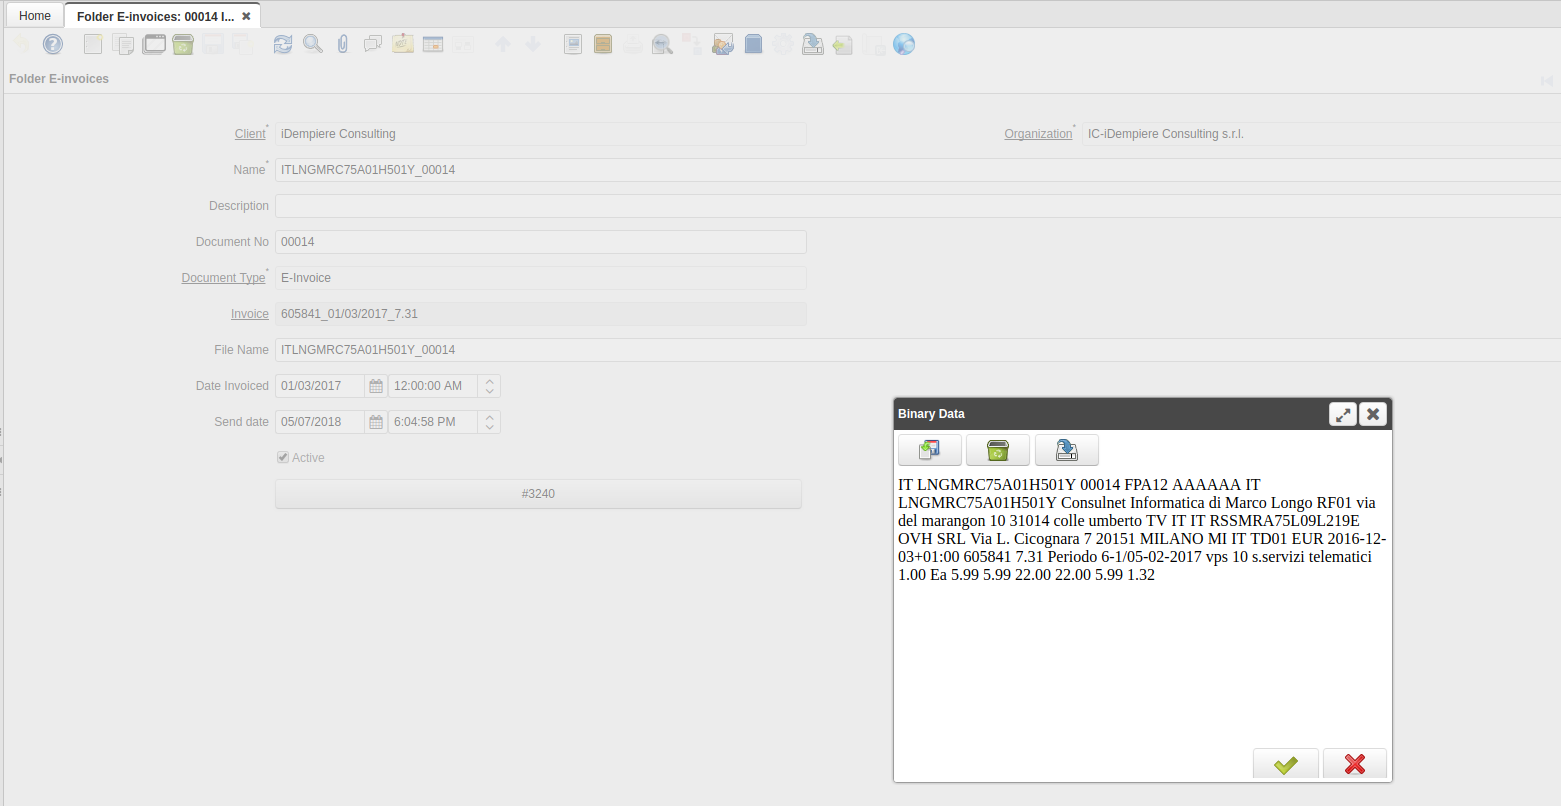 Home
Folder E-invoices: 00014 I...
Folder E-invoices
Client* iDempiere Consulting
Organization* IC-iDempiere Consulting s.r.l.
Name* ITLNGMRC75A01H501Y_00014
Description
Document No 00014
Document Type* E-Invoice
Invoice 605841_01/03/2017_7.31
File Name ITLNGMRC75A01H501Y_00014
Date Invoiced 01/03/2017 12:00:00 AM
Send date 05/07/2018 6:04:58 PM
Active
#3240
Binary Data
IT LNGMRC75A01H501Y 00014 FPA12 AAAAAA IT
LNGMRC75A01H501Y Consulnet Informatica di Marco Longo RF01 via
del marangon 10 31014 colle umberto TV IT IT RSSMRA75L09L219E
OVH SRL Via L. Cicognara 7 20151 MILANO MI IT TD01 EUR 2016-12-
03+01:00 605841 7.31 Periodo 6-1/05-02-2017 vps 10 s.servizi telematici
1.00 Ea 5.99 5.99 22.00 22.00 5.99 1.32